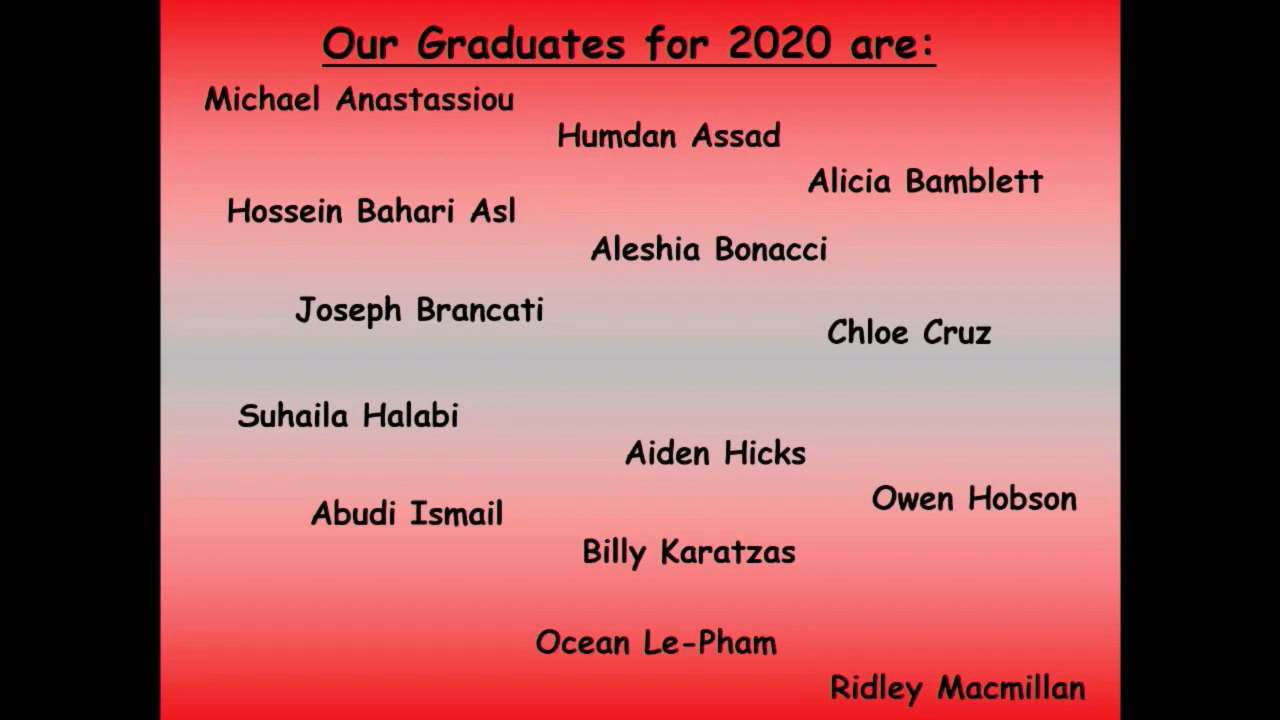 Our Graduates for 2020 are:
Michael Anastassiou
Humdan Assad
Alicia Bamblett
Hossein Bahari Asl
Aleshia Bonacci
Joseph Brancati
Chloe Cruz
Suhaila Halabi
Aiden Hicks
Owen Hobson
Abudi Ismail
Billy Karatzas
Ocean Le-Pham
Ridley Macmillan